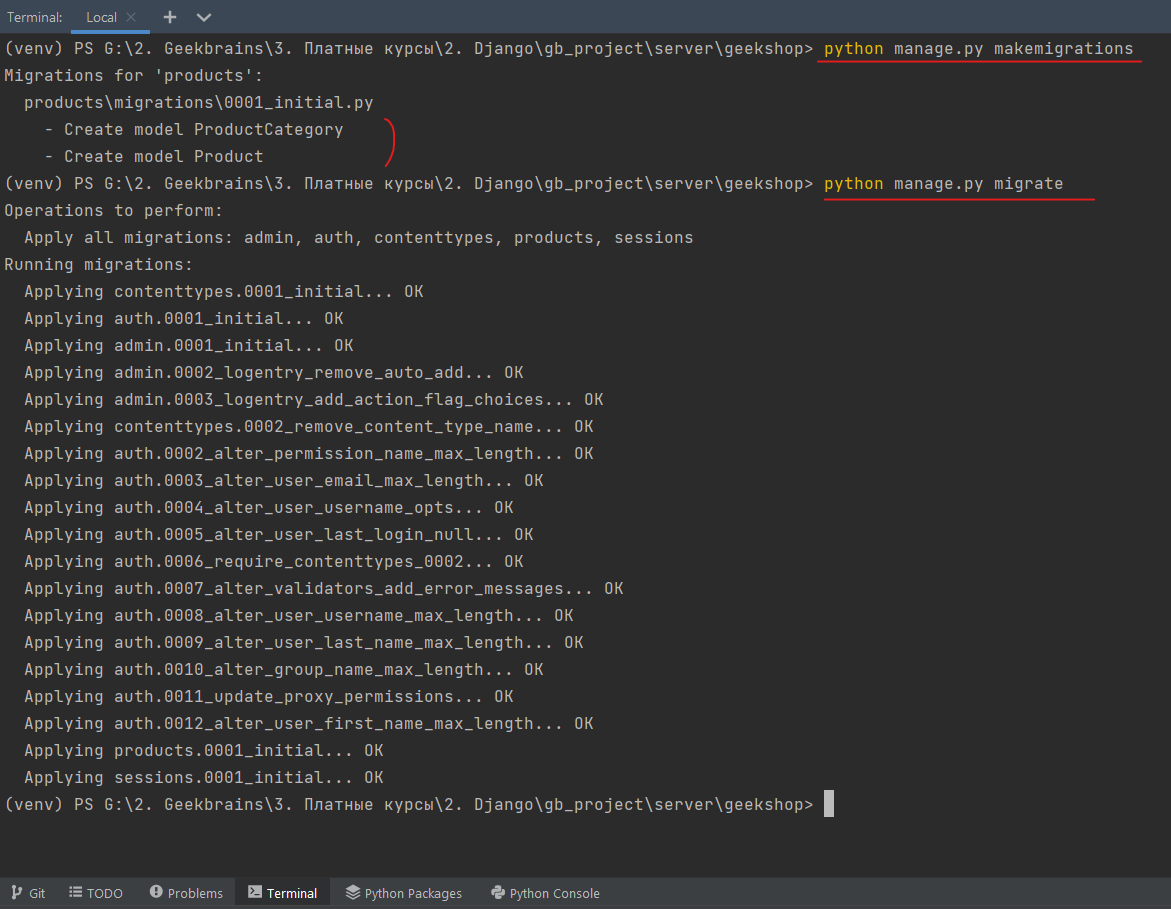 Terminal: Local
(venv) PS G:\2. Geekbrains\3. Платные курсы\2. Django\gb_project\server\geekshop> python manage.py makemigrations
Migrations for 'products':
  products\migrations\0001_initial.py
    - Create model ProductCategory
    - Create model Product
(venv) PS G:\2. Geekbrains\3. Платные курсы\2. Django\gb_project\server\geekshop> python manage.py migrate
Operations to perform:
  Apply all migrations: admin, auth, contenttypes, products, sessions
Running migrations:
  Applying contenttypes.0001_initial... OK
  Applying auth.0001_initial... OK
  Applying admin.0001_initial... OK
  Applying admin.0002_logentry_remove_auto_add... OK
  Applying admin.0003_logentry_add_action_flag_choices... OK
  Applying contenttypes.0002_remove_content_type_name... OK
  Applying auth.0002_alter_permission_name_max_length... OK
  Applying auth.0003_alter_user_email_max_length... OK
  Applying auth.0004_alter_user_username_opts... OK
  Applying auth.0005_alter_user_last_login_null... OK
  Applying auth.0006_require_contenttypes_0002... OK
  Applying auth.0007_alter_validators_add_error_messages... OK
  Applying auth.0008_alter_user_username_max_length... OK
  Applying auth.0009_alter_user_last_name_max_length... OK
  Applying auth.0010_alter_group_name_max_length... OK
  Applying auth.0011_update_proxy_permissions... OK
  Applying auth.0012_alter_user_first_name_max_length... OK
  Applying products.0001_initial... OK
  Applying sessions.0001_initial... OK
(venv) PS G:\2. Geekbrains\3. Платные курсы\2. Django\gb_project\server\geekshop>
Git TODO Problems Terminal Python Packages Python Console